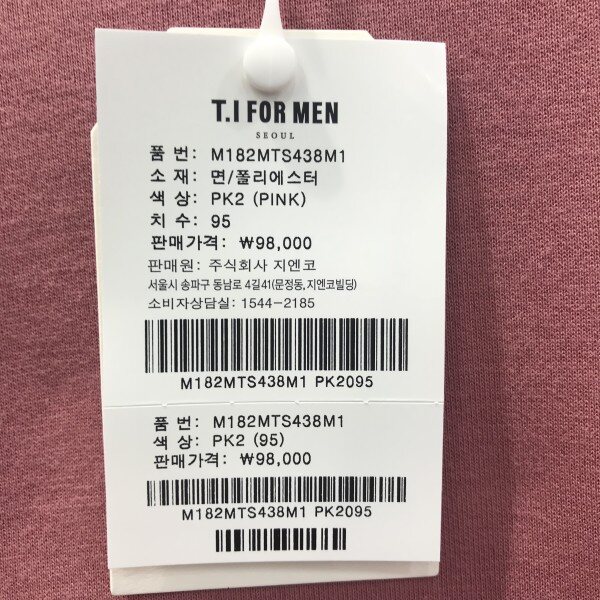 T.I FOR MEN
SEOUL
품 번: M182MTS438M1
소 재: 면/폴리에스터
색 상: PK2 (PINK)
치 수: 95
판매가격: ₩98,000
판매원: 주식회사 지엔코
서울시 송파구 동남로 4길41(문정동,지엔코빌딩)
소비자상담실: 1544-2185
M182MTS438M1 PK2095
품 번: M182MTS438M1
색 상: PK2 (95)
판매가격: ₩98,000
M182MTS438M1 PK2095